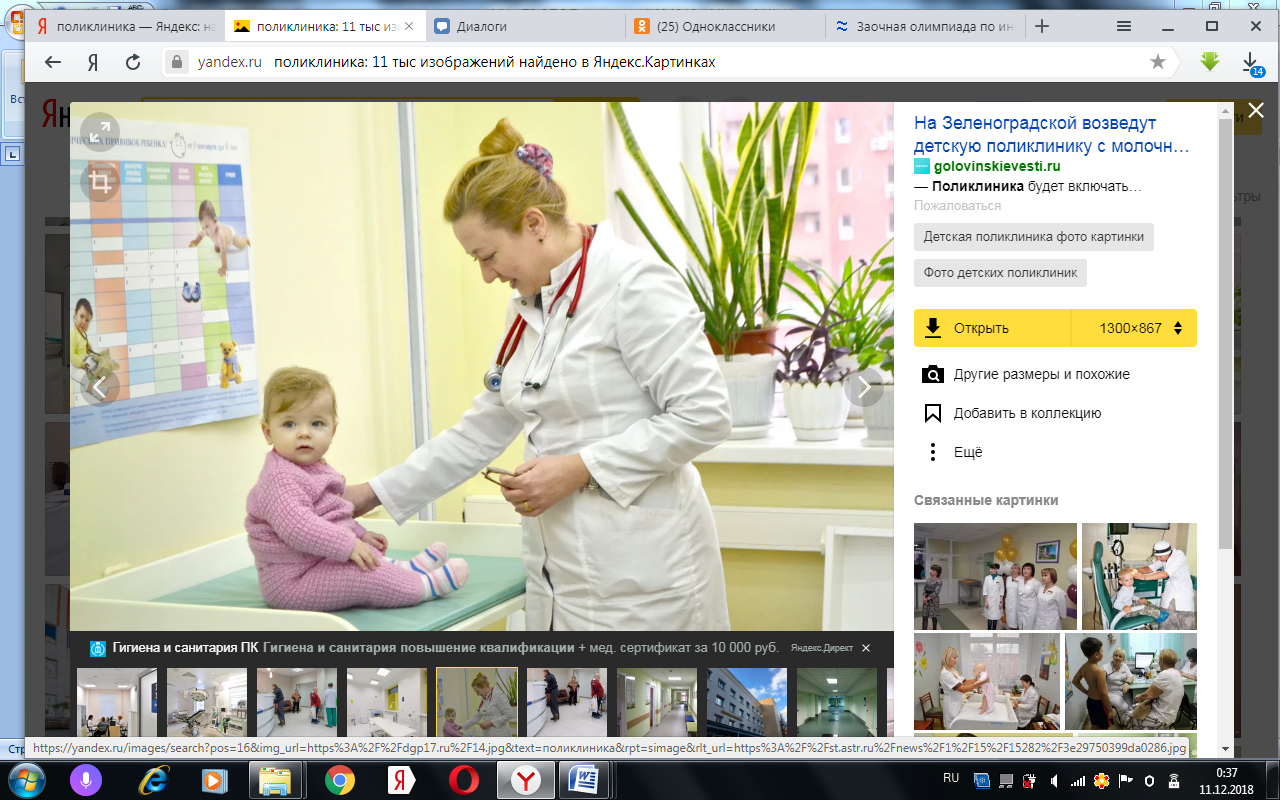 поликлиника — Яндекс: на
поликлиника: 11 тыс изо
Диалоги
(25) Одноклассники
Заочная олимпиада по ин
yandex.ru поликлиника: 11 тыс изображений найдено в Яндекс.Картинках
14
На Зеленоградской возведут
детскую поликлинику с молочн…
golovinskievesti.ru
— Поликлиника будет включать…
Пожаловаться
Детская поликлиника фото картинки
Фото детских поликлиник
Открыть 1300×867
Другие размеры и похожие
Добавить в коллекцию
Ещё
Связанные картинки
ПРИВИВОК РЕБЕНКА!
Гигиена и санитария ПК Гигиена и санитария повышение квалификации + мед. сертификат за 10 000 руб. Яндекс.Директ
https://yandex.ru/images/search?pos=16&img_url=https%3A%2F%2Fdgp17.ru%2F14.jpg&text=поликлиника&rpt=simage&rlt_url=https%3A%2F%2Fst.astr.ru%2Fnews%2F1%2F15%2F15282%2F3e29750399da0286.jpg
RU
0:37
11.12.2018